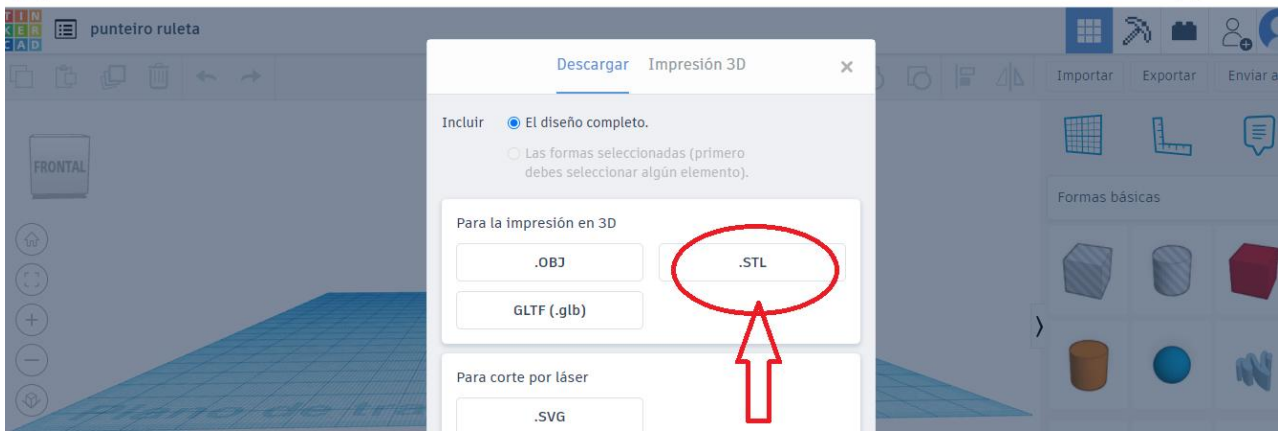 TIN
KER
CAD
punteiro ruleta
Descargar Impresión 3D
Importar Exportar Enviar a
Incluir El diseño completo.
Las formas seleccionadas (primero
debes seleccionar algún elemento).
FRONTAL
Formas básicas
Para la impresión en 3D
.OBJ .STL
GLTF (.glb)
Para corte por láser
.SVG